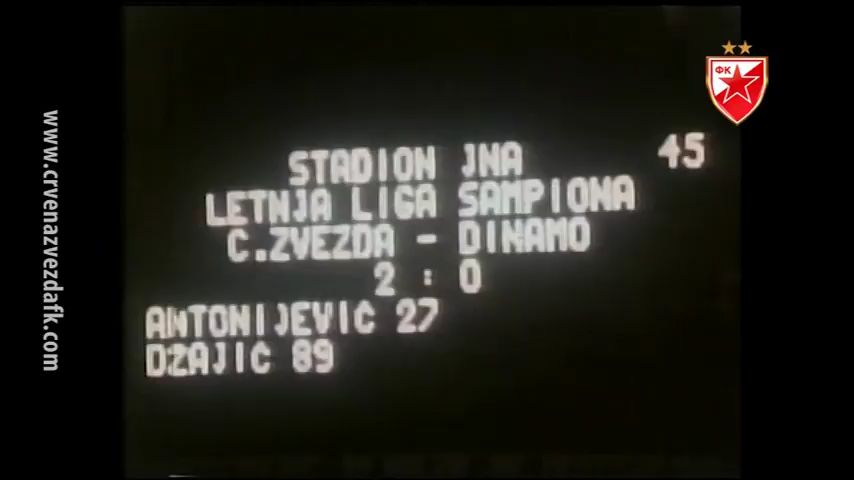 www.crvenazvezdafk.com
ФК
STADION JNA 45
LETNJA LIGA SAMPIONA
C.ZVEZDA - DINAMO
2 : 0
ANTONIJEVIC 27
DZAJIC 89